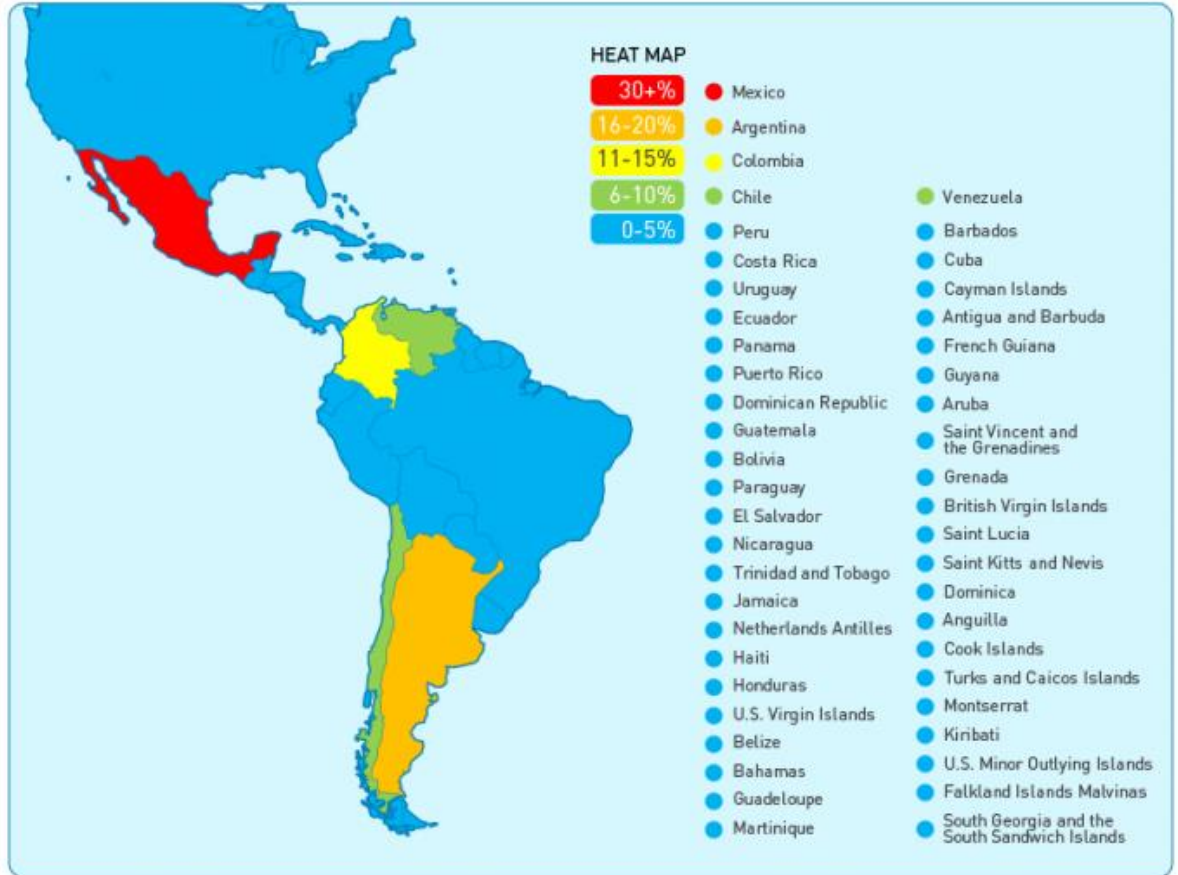 HEAT MAP
30+%
Mexico
16-20%
Argentina
11-15%
Colombia
6-10%
Chile
0-5%
Peru
Costa Rica
Uruguay
Ecuador
Panama
Puerto Rico
Dominican Republic
Guatemala
Bolivia
Paraguay
El Salvador
Nicaragua
Trinidad and Tobago
Jamaica
Netherlands Antilles
Haiti
Honduras
U.S. Virgin Islands
Belize
Bahamas
Guadeloupe
Martinique
Venezuela
Barbados
Cuba
Cayman Islands
Antigua and Barbuda
French Guiana
Guyana
Aruba
Saint Vincent and
the Grenadines
Grenada
British Virgin Islands
Saint Lucia
Saint Kitts and Nevis
Dominica
Anguilla
Cook Islands
Turks and Caicos Islands
Montserrat
Kiribati
U.S. Minor Outlying Islands
Falkland Islands Malvinas
South Georgia and the
South Sandwich Islands